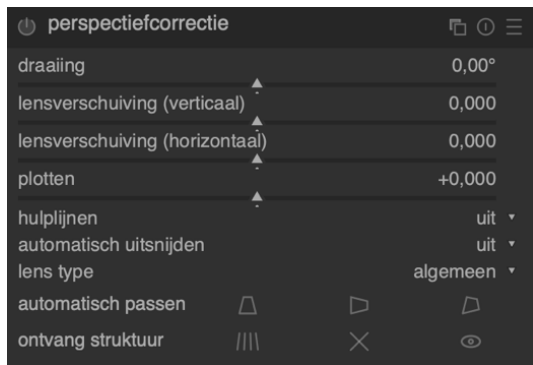 perspectiefcorrectie
draaiing 0,00°
lensverschuiving (verticaal) 0,000
lensverschuiving (horizontaal) 0,000
plotten +0,000
hulplijnen uit
automatisch uitsnijden uit
lens type algemeen
automatisch passen
ontvang struktuur